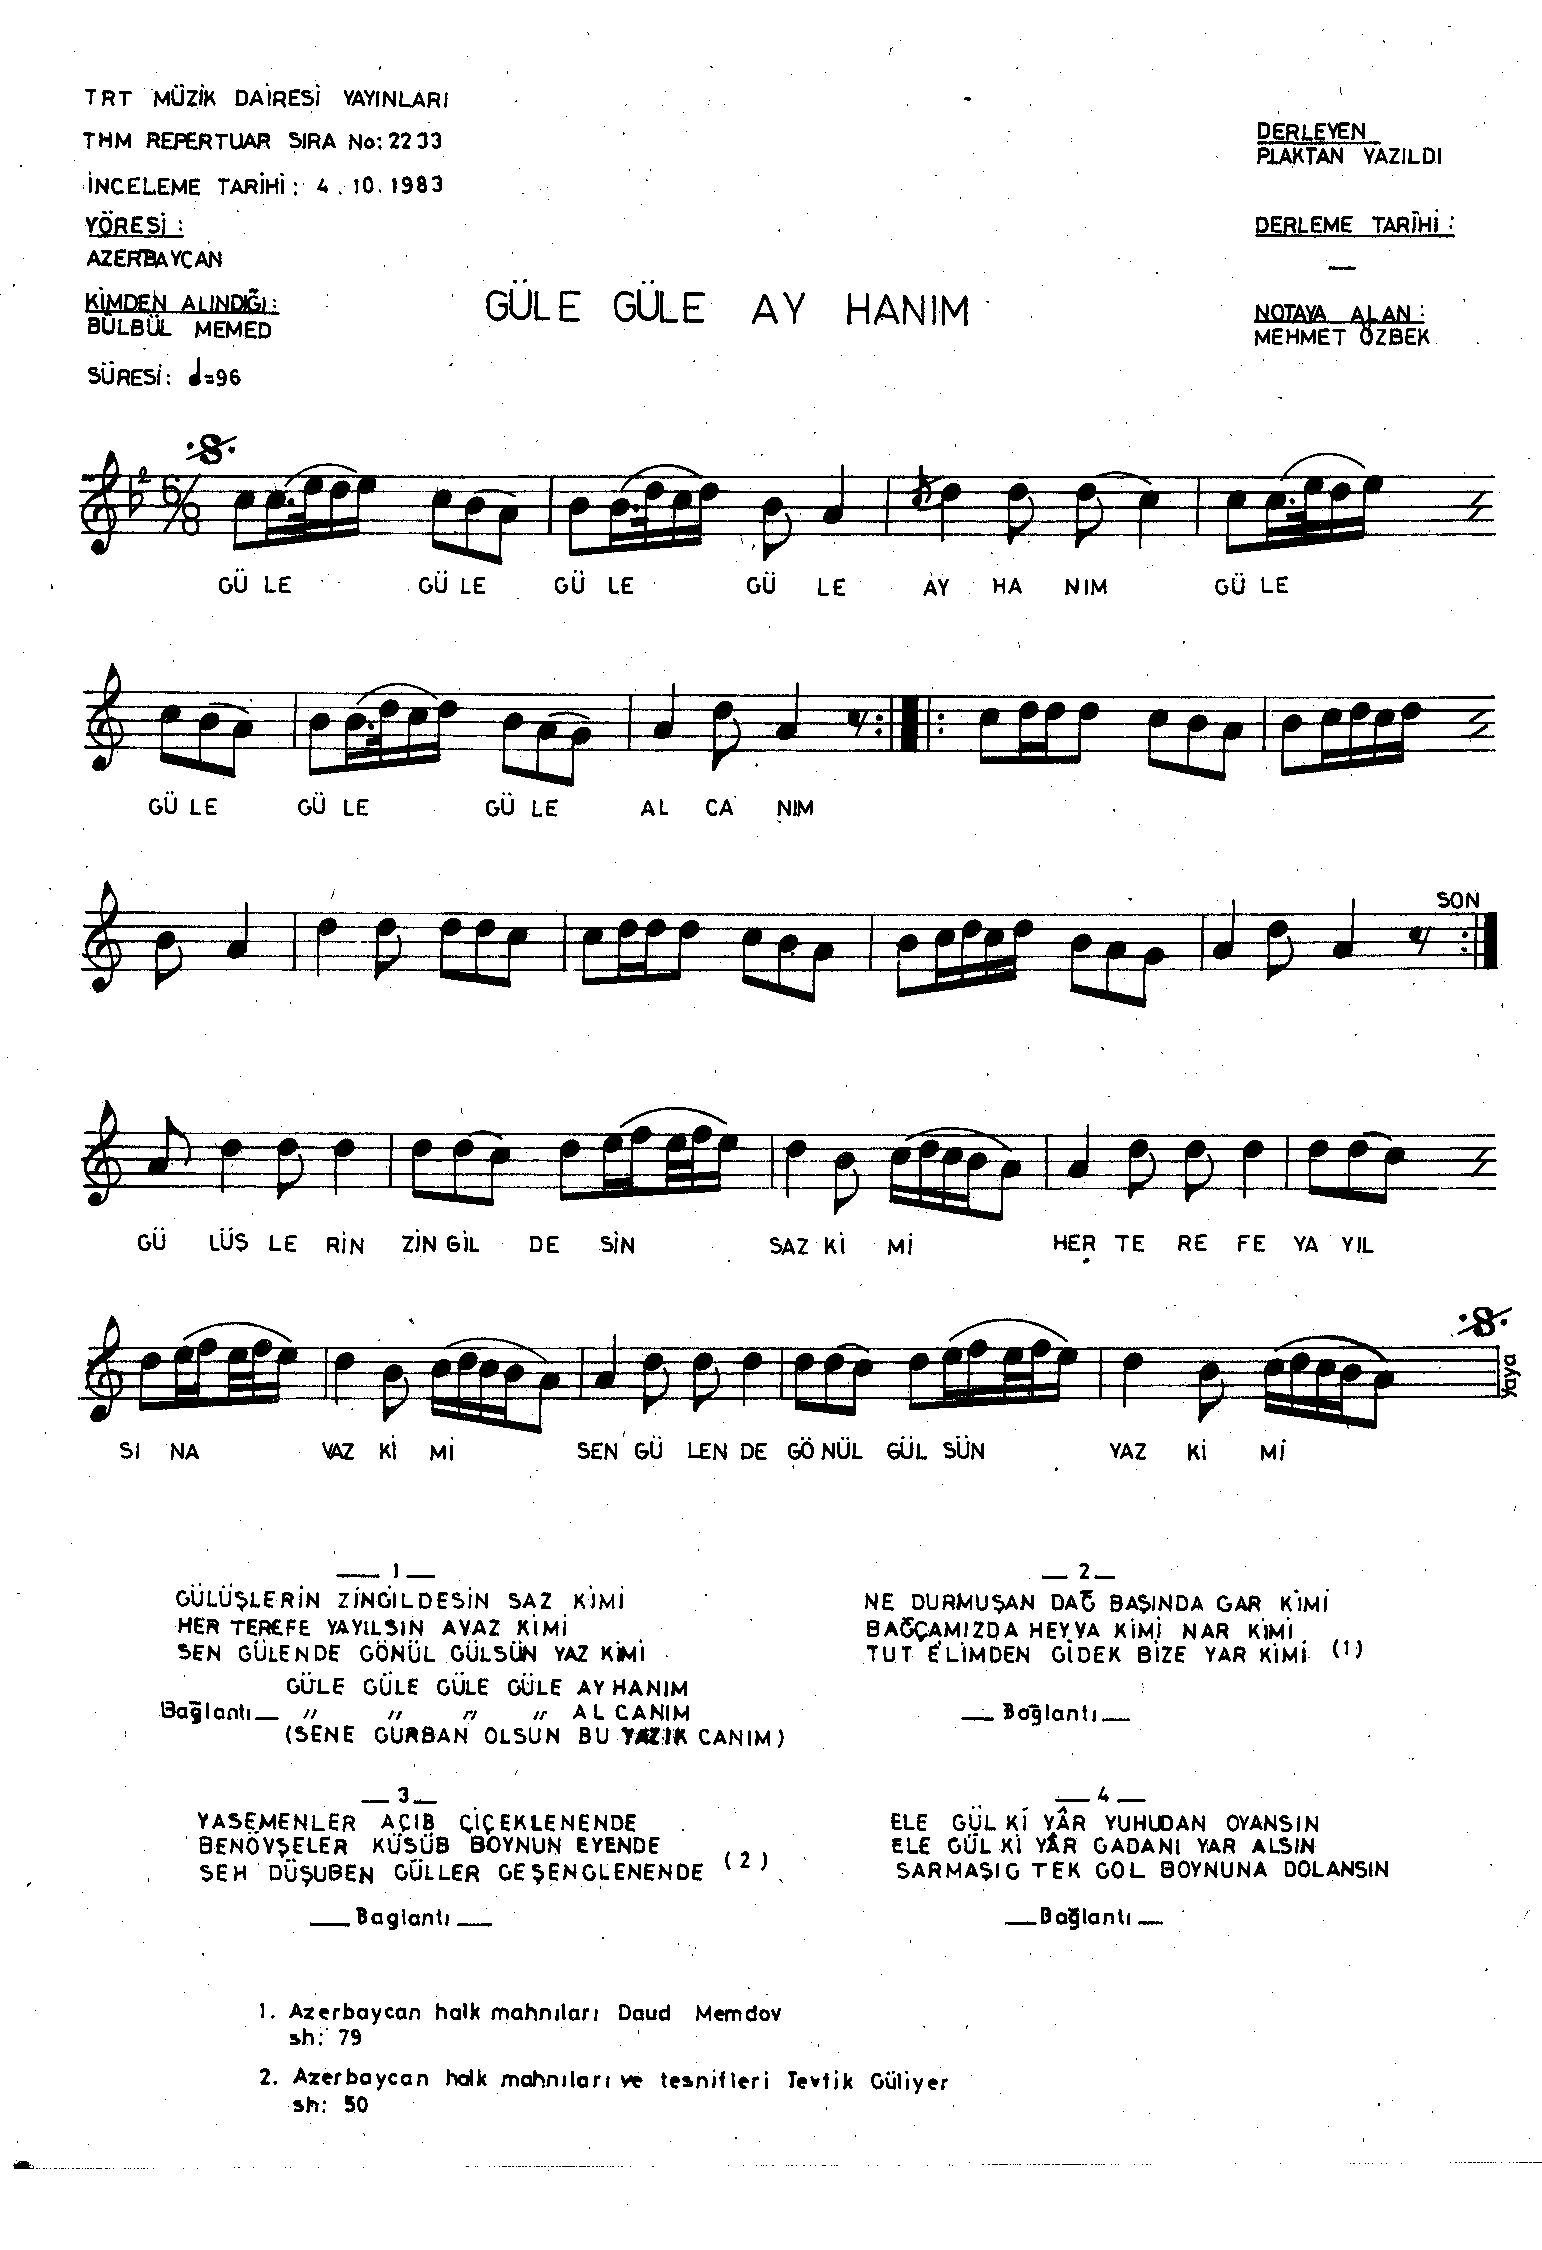 TRT MÜZİK DAİRESİ YAYINLARI
THM REPERTUAR SIRA No: 2233
İNCELEME TARİHİ: 4.10.1983
YÖRESİ:
AZERBAYCAN
KİMDEN ALINDIĞI:
BÜLBÜL MEMED
SÜRESİ: ♩=96
GÜLE GÜLE AY HANIM
DERLEYEN
PLAKTAN YAZILDI
DERLEME TARİHİ:
—
NOTAYA ALAN:
MEHMET ÖZBEK
6/8
GÜ LE GÜ LE GÜ LE GÜ LE AY HA NIM GÜ LE
GÜ LE GÜ LE GÜ LE AL CA NIM
SON
GÜ LÜŞ LE RİN ZİN GİL DE SİN SAZ Kİ Mİ HER TE RE FE YA YIL
SI NA VAZ Kİ Mİ SEN GÜ LEN DE GÖ NÜL GÜL SÜN YAZ Kİ Mİ
yaya
— 1 —
GÜLÜŞLERİN ZİNGİLDESİN SAZ KİMİ
HER TEREFE YAYILSIN AVAZ KİMİ
SEN GÜLENDE GÖNÜL GÜLSÜN YAZ KİMİ
GÜLE GÜLE GÜLE GÜLE AY HANIM
Bağlantı — " " " " AL CANIM
(SENE GURBAN OLSUN BU YAZIK CANIM)
— 2 —
NE DURMUŞAN DAĞ BAŞINDA GAR KİMİ
BAĞÇAMIZDA HEYVA KİMİ NAR KİMİ
TUT ELİMDEN GİDEK BİZE YAR KİMİ (1)
— Bağlantı —
— 3 —
YASEMENLER AÇIB ÇİÇEKLENENDE
BENÖVŞELER KÜSÜB BOYNUN EYENDE
SEH DÜŞUBEN GÜLLER GEŞENGLENENDE (2)
— Baglantı —
— 4 —
ELE GÜL Kİ YÂR YUHUDAN OYANSIN
ELE GÜL Kİ YÂR GADANI YAR ALSIN
SARMAŞIG TEK GOL BOYNUNA DOLANSIN
— Bağlantı —
1. Azerbaycan halk mahnıları Daud Memdov
sh: 79
2. Azerbaycan halk mahnıları ve tesnifleri Tevfik Güliyer
sh: 50